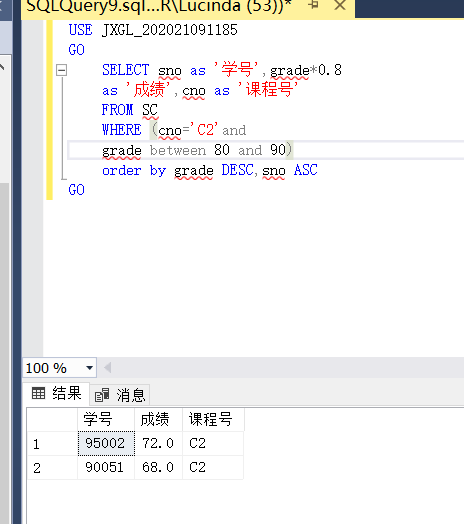 SQLQuery9.sql...R\Lucinda (53))*
USE JXGL_202021091185
GO
SELECT sno as '学号',grade*0.8
as '成绩',cno as '课程号'
FROM SC
WHERE (cno='C2'and
grade between 80 and 90)
order by grade DESC,sno ASC
GO
100 %
结果 消息
学号 成绩 课程号
1 95002 72.0 C2
2 90051 68.0 C2